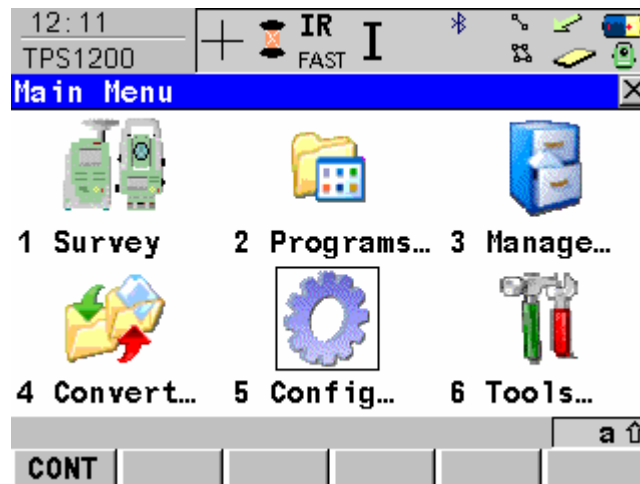 12:11
TPS1200
IR
FAST
I
Main Menu
1 Survey
2 Programs…
3 Manage…
4 Convert…
5 Config…
6 Tools…
a
CONT